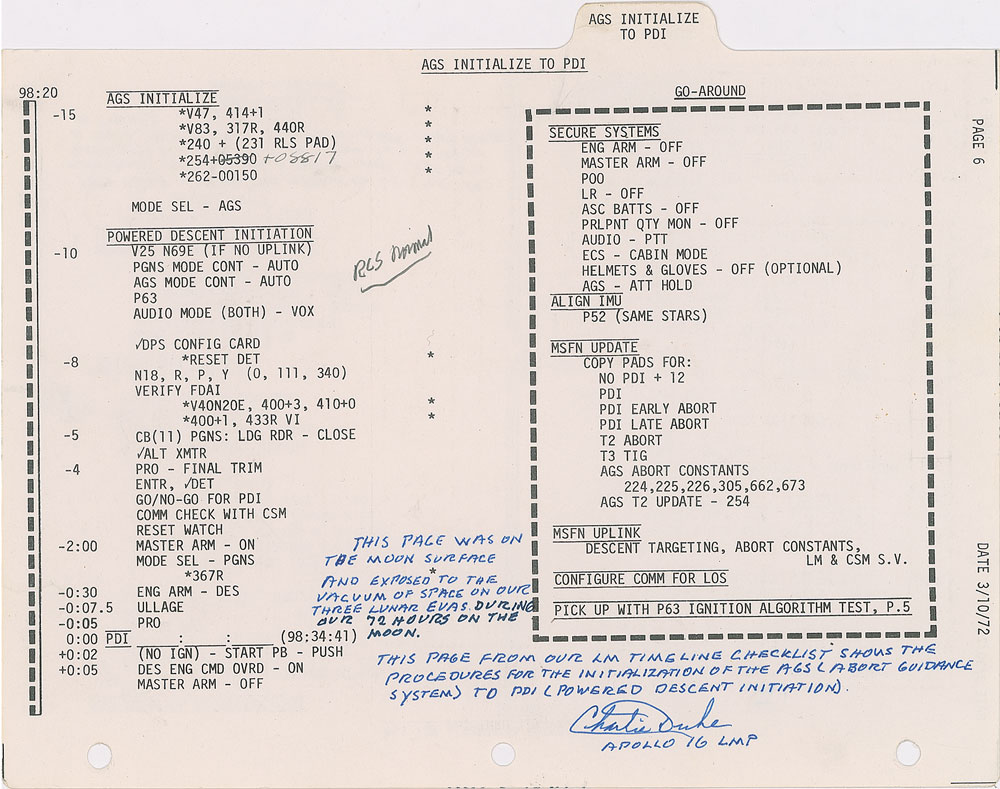 AGS INITIALIZE
TO PDI
AGS INITIALIZE TO PDI
98:20
-15 AGS INITIALIZE
*V47, 414+1 *
*V83, 317R, 440R *
*240 + (231 RLS PAD) *
*254+05390 +08817 *
*262-00150 *
MODE SEL - AGS
POWERED DESCENT INITIATION
-10 V25 N69E (IF NO UPLINK)
PGNS MODE CONT - AUTO
AGS MODE CONT - AUTO
P63
AUDIO MODE (BOTH) - VOX
RCS Normal
√DPS CONFIG CARD
-8 *RESET DET *
N18, R, P, Y (0, 111, 340)
VERIFY FDAI
*V40N20E, 400+3, 410+0 *
*400+1, 433R VI *
-5 CB(11) PGNS: LDG RDR - CLOSE
√ALT XMTR
-4 PRO - FINAL TRIM
ENTR, √DET
GO/NO-GO FOR PDI
COMM CHECK WITH CSM
RESET WATCH
-2:00 MASTER ARM - ON
MODE SEL - PGNS
*367R *
-0:30 ENG ARM - DES
-0:07.5 ULLAGE
-0:05 PRO
0:00 PDI ___:___:___ (98:34:41)
+0:02 (NO IGN) - START PB - PUSH
+0:05 DES ENG CMD OVRD - ON
MASTER ARM - OFF
GO-AROUND
SECURE SYSTEMS
ENG ARM - OFF
MASTER ARM - OFF
POO
LR - OFF
ASC BATTS - OFF
PRLPNT QTY MON - OFF
AUDIO - PTT
ECS - CABIN MODE
HELMETS & GLOVES - OFF (OPTIONAL)
AGS - ATT HOLD
ALIGN IMU
P52 (SAME STARS)
MSFN UPDATE
COPY PADS FOR:
NO PDI + 12
PDI
PDI EARLY ABORT
PDI LATE ABORT
T2 ABORT
T3 TIG
AGS ABORT CONSTANTS
224,225,226,305,662,673
AGS T2 UPDATE - 254
MSFN UPLINK
DESCENT TARGETING, ABORT CONSTANTS,
LM & CSM S.V.
CONFIGURE COMM FOR LOS
PICK UP WITH P63 IGNITION ALGORITHM TEST, P.5
PAGE 6
DATE 3/10/72
THIS PAGE WAS ON
THE MOON SURFACE
AND EXPOSED TO THE
VACUUM OF SPACE ON OUR
THREE LUNAR EVAS DURING
OUR 72 HOURS ON THE
MOON.
THIS PAGE FROM OUR LM TIMELINE CHECKLIST SHOWS THE
PROCEDURES FOR THE INITIALIZATION OF THE AGS (ABORT GUIDANCE
SYSTEM) TO PDI (POWERED DESCENT INITIATION).
Charlie Duke
APOLLO 16 LMP